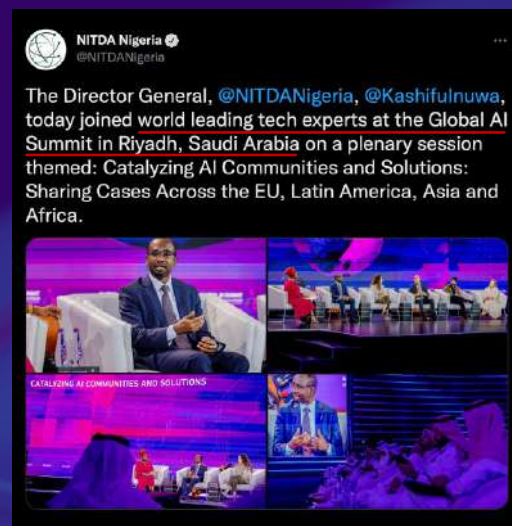 NITDA Nigeria
@NITDANigeria
The Director General, @NITDANigeria, @Kashifulnuwa,
today joined world leading tech experts at the Global AI
Summit in Riyadh, Saudi Arabia on a plenary session
themed: Catalyzing AI Communities and Solutions:
Sharing Cases Across the EU, Latin America, Asia and
Africa.
CATALYZING AI COMMUNITIES AND SOLUTIONS